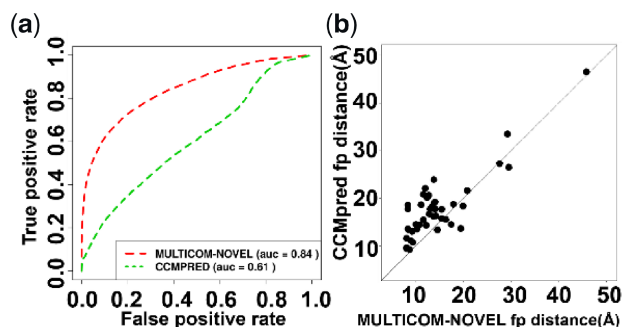 (a)
True positive rate
1.0
0.8
0.6
0.4
0.2
0.0
MULTICOM-NOVEL (auc = 0.84 )
CCMPRED (auc = 0.61 )
0.0 0.2 0.4 0.6 0.8 1.0
False positive rate
(b)
CCMpred fp distance(Å)
50
40
30
20
10
10 20 30 40 50
MULTICOM-NOVEL fp distance(Å)